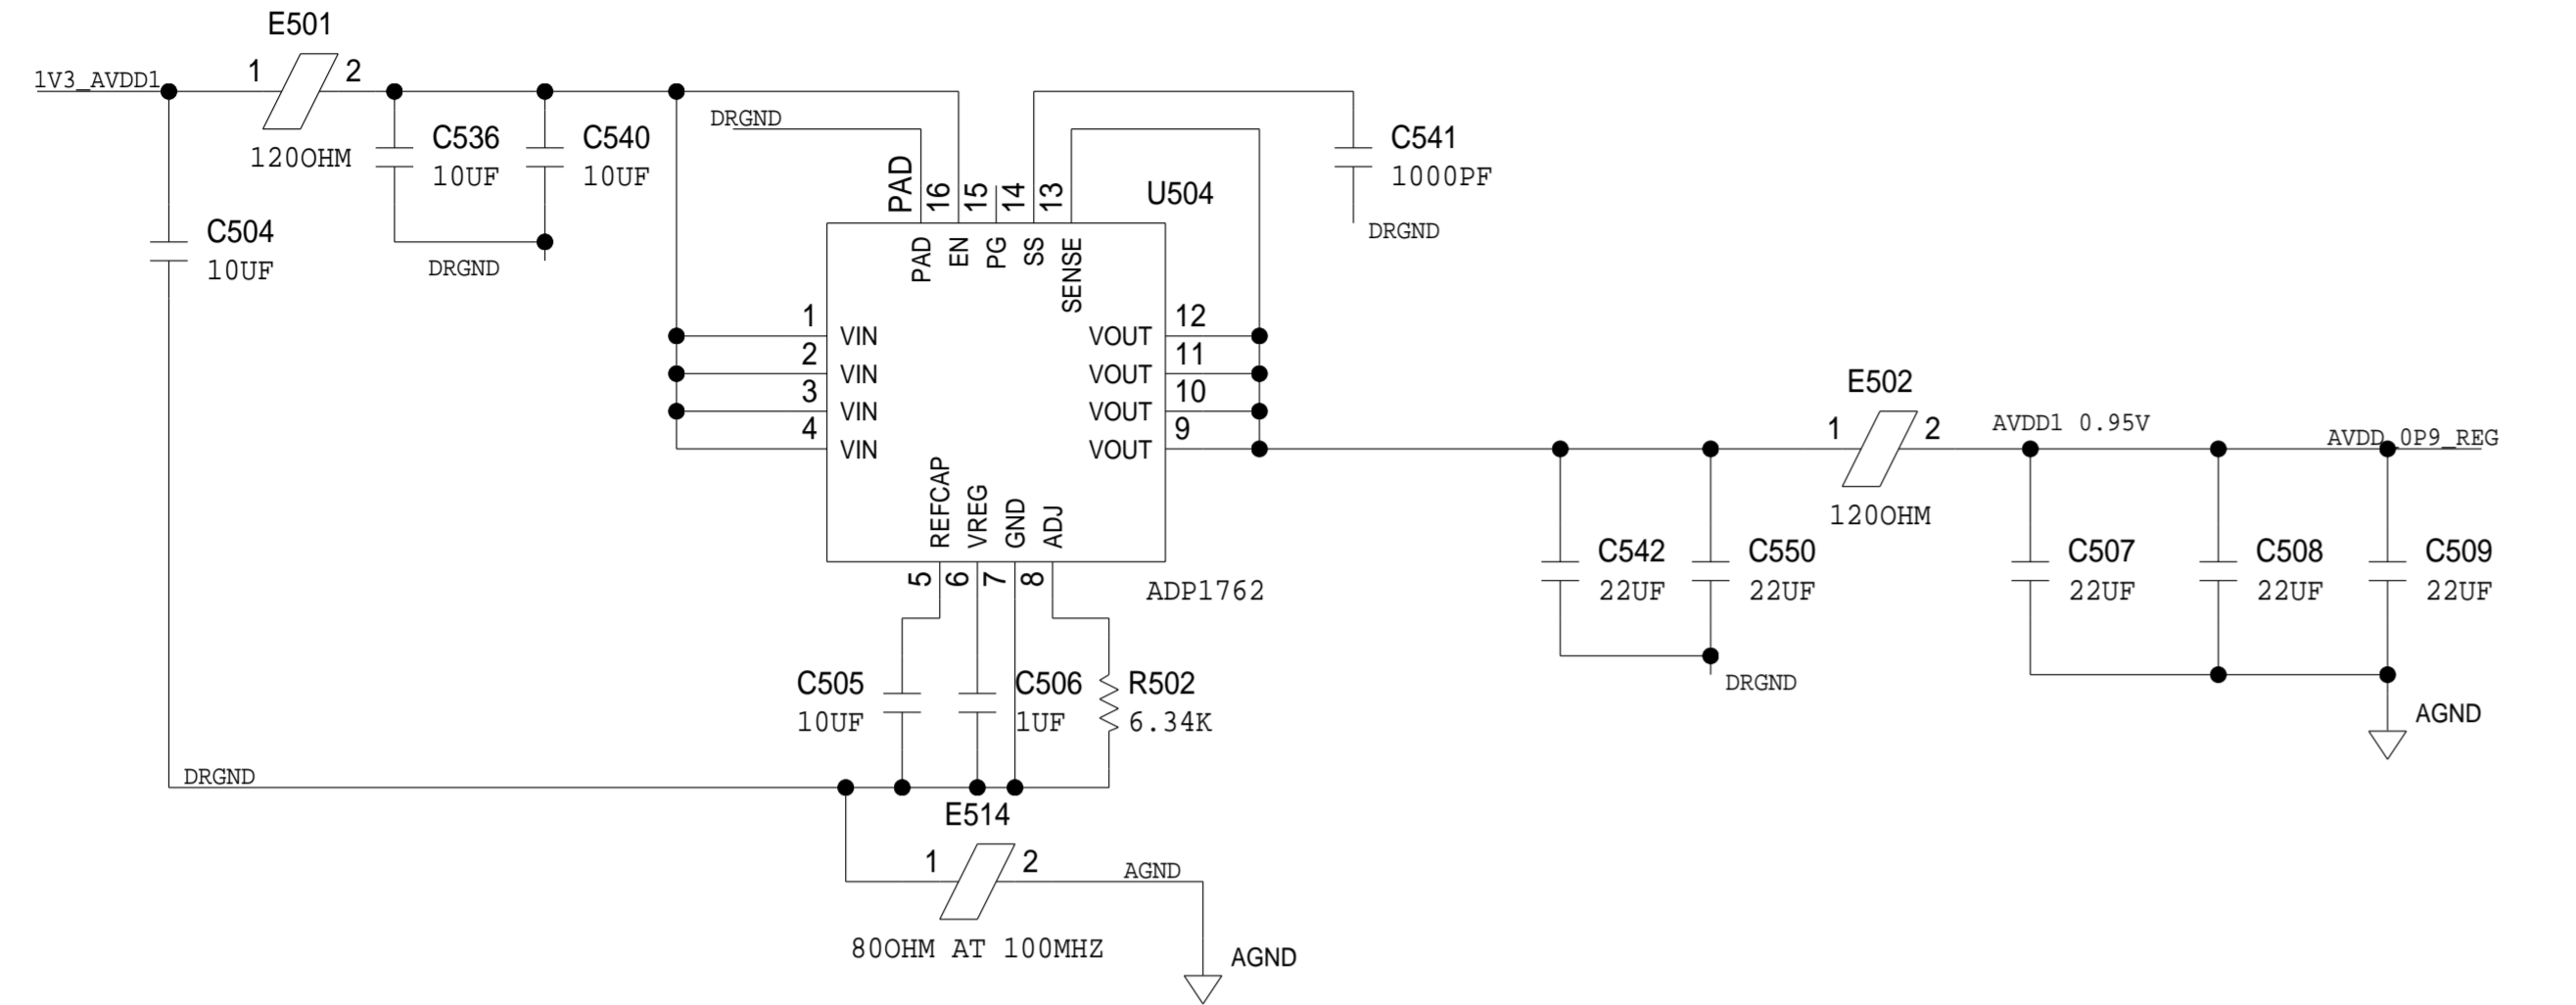 E501
1 2
1V3_AVDD1
120OHM
C536
10UF
C540
10UF
DRGND
C504
10UF
DRGND
C541
1000PF
DRGND
U504
PAD 16 15 14 13
PAD EN PG SS SENSE
1 VIN VOUT 12
2 VIN VOUT 11
3 VIN VOUT 10
4 VIN VOUT 9
REFCAP VREG GND ADJ
5 6 7 8
ADP1762
E502
1 2
120OHM
AVDD1 0.95V
AVDD_0P9_REG
C542
22UF
C550
22UF
DRGND
C507
22UF
C508
22UF
C509
22UF
AGND
C505
10UF
C506
1UF
R502
6.34K
DRGND
E514
1 2
AGND
80OHM AT 100MHZ
AGND